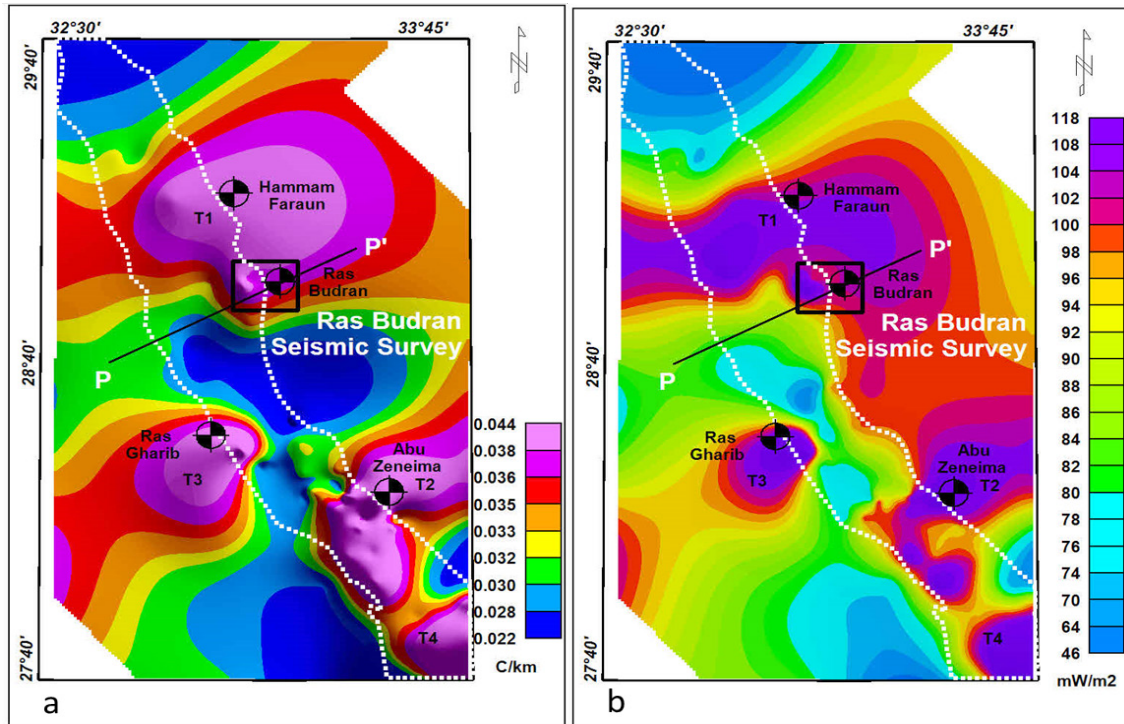 32°30'
33°45'
29°40'
28°40'
27°40'
Hammam
Faraun
T1
P'
Ras
Budran
Ras Budran
Seismic Survey
P
Ras
Gharib
T3
Abu
Zeneima
T2
T4
0.044
0.038
0.036
0.035
0.033
0.032
0.030
0.028
0.022
C/km
a
32°30'
33°45'
29°40'
28°40'
27°40'
Hammam
Faraun
T1
P'
Ras
Budran
Ras Budran
Seismic Survey
P
Ras
Gharib
T3
Abu
Zeneima
T2
T4
118
108
104
102
100
98
96
94
92
90
86
84
82
80
78
76
74
70
64
46
mW/m2
b